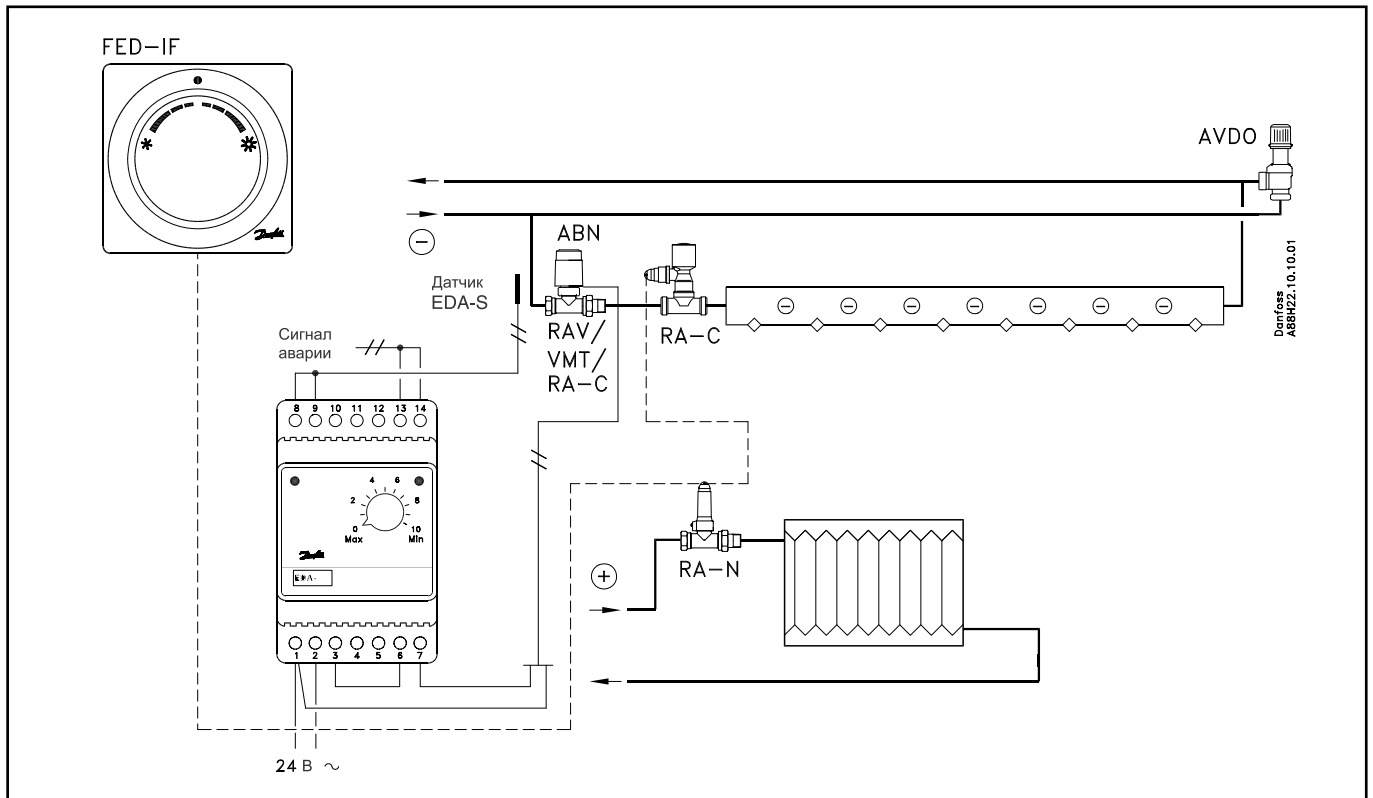 FED-IF
AVDO
ABN
Датчик
EDA-S
RAV/
VMT/
RA-C
RA-C
Danfoss
A88H22.10.10.01
Сигнал
аварии
8 9 10 11 12 13 14
4 6
2 8
0 10
Max Min
Danfoss
1 2 3 4 5 6 7
RA-N
24 В ~